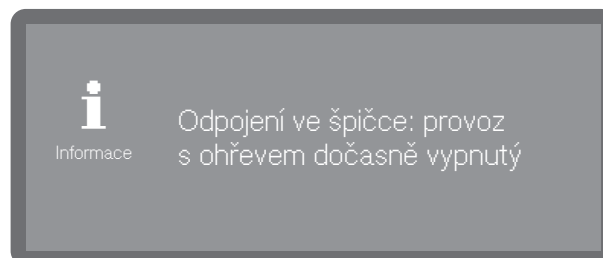 Informace
Odpojení ve špičce: provoz
s ohřevem dočasně vypnutý